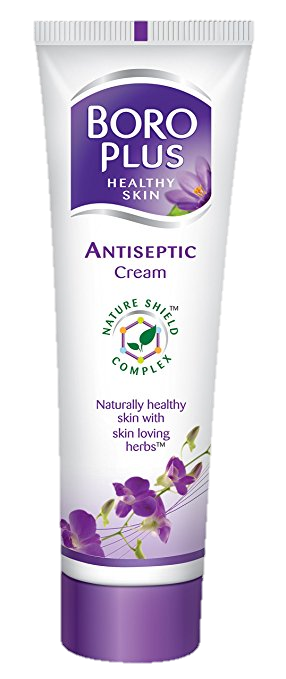 BORO
PLUS
HEALTHY
SKIN
ANTISEPTIC
Cream
NATURE SHIELD™
COMPLEX
Naturally healthy
skin with
skin loving
herbs™